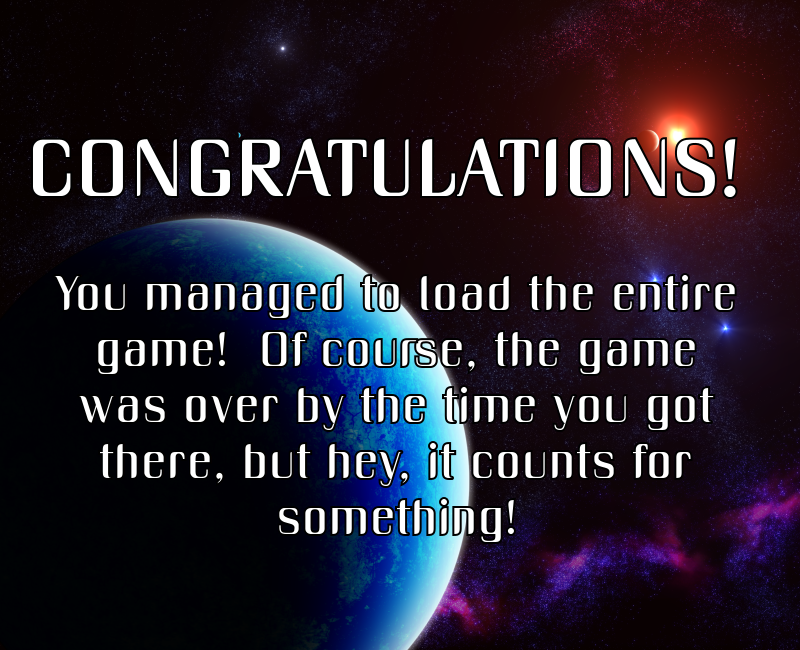 CONGRATULATIONS!
You managed to load the entire
game!  Of course, the game
was over by the time you got
there, but hey, it counts for
something!